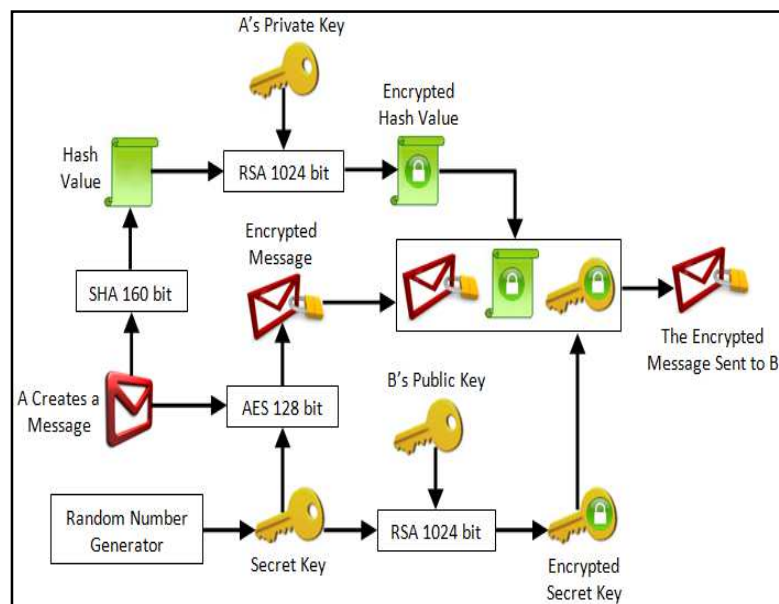 A's Private Key
Encrypted
Hash Value
Hash
Value
RSA 1024 bit
Encrypted
Message
SHA 160 bit
The Encrypted
Message Sent to B
A Creates a
Message
AES 128 bit
B's Public Key
Random Number
Generator
Secret Key
RSA 1024 bit
Encrypted
Secret Key